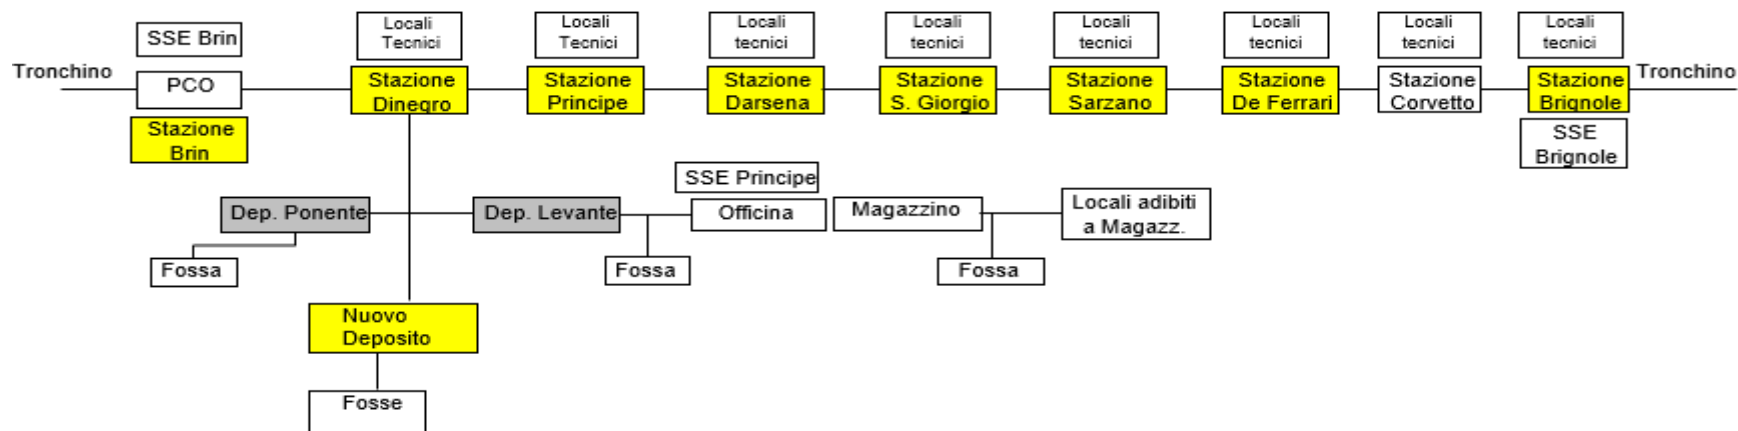 SSE Brin
Locali
Tecnici
Locali
Tecnici
Locali
tecnici
Locali
tecnici
Locali
tecnici
Locali
tecnici
Locali
tecnici
Locali
tecnici
Tronchino
PCO
Stazione
Dinegro
Stazione
Principe
Stazione
Darsena
Stazione
S. Giorgio
Stazione
Sarzano
Stazione
De Ferrari
Stazione
Corvetto
Stazione
Brignole
Tronchino
Stazione
Brin
SSE
Brignole
SSE Principe
Dep. Ponente
Dep. Levante
Officina
Magazzino
Locali adibiti
a Magazz.
Fossa
Fossa
Fossa
Nuovo
Deposito
Fosse